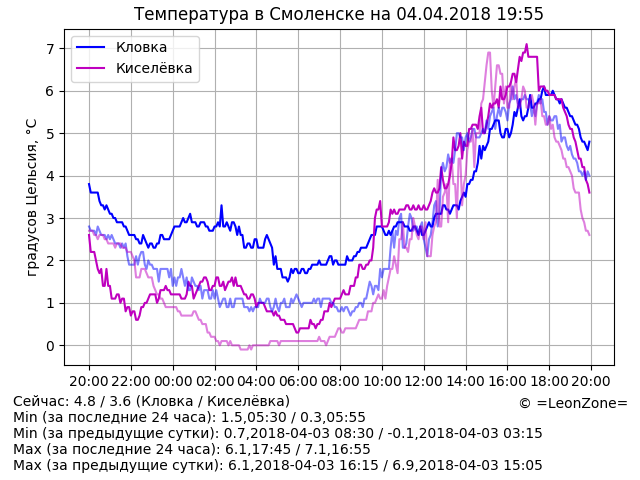 Температура в Смоленске на 04.04.2018 19:55
Кловка
Киселёвка
градусов Цельсия, °C
7
6
5
4
3
2
1
0
20:00 22:00 00:00 02:00 04:00 06:00 08:00 10:00 12:00 14:00 16:00 18:00 20:00
Сейчас: 4.8 / 3.6 (Кловка / Киселёвка)
© =LeonZone=
Min (за последние 24 часа): 1.5,05:30 / 0.3,05:55
Min (за предыдущие сутки): 0.7,2018-04-03 08:30 / -0.1,2018-04-03 03:15
Max (за последние 24 часа): 6.1,17:45 / 7.1,16:55
Max (за предыдущие сутки): 6.1,2018-04-03 16:15 / 6.9,2018-04-03 15:05